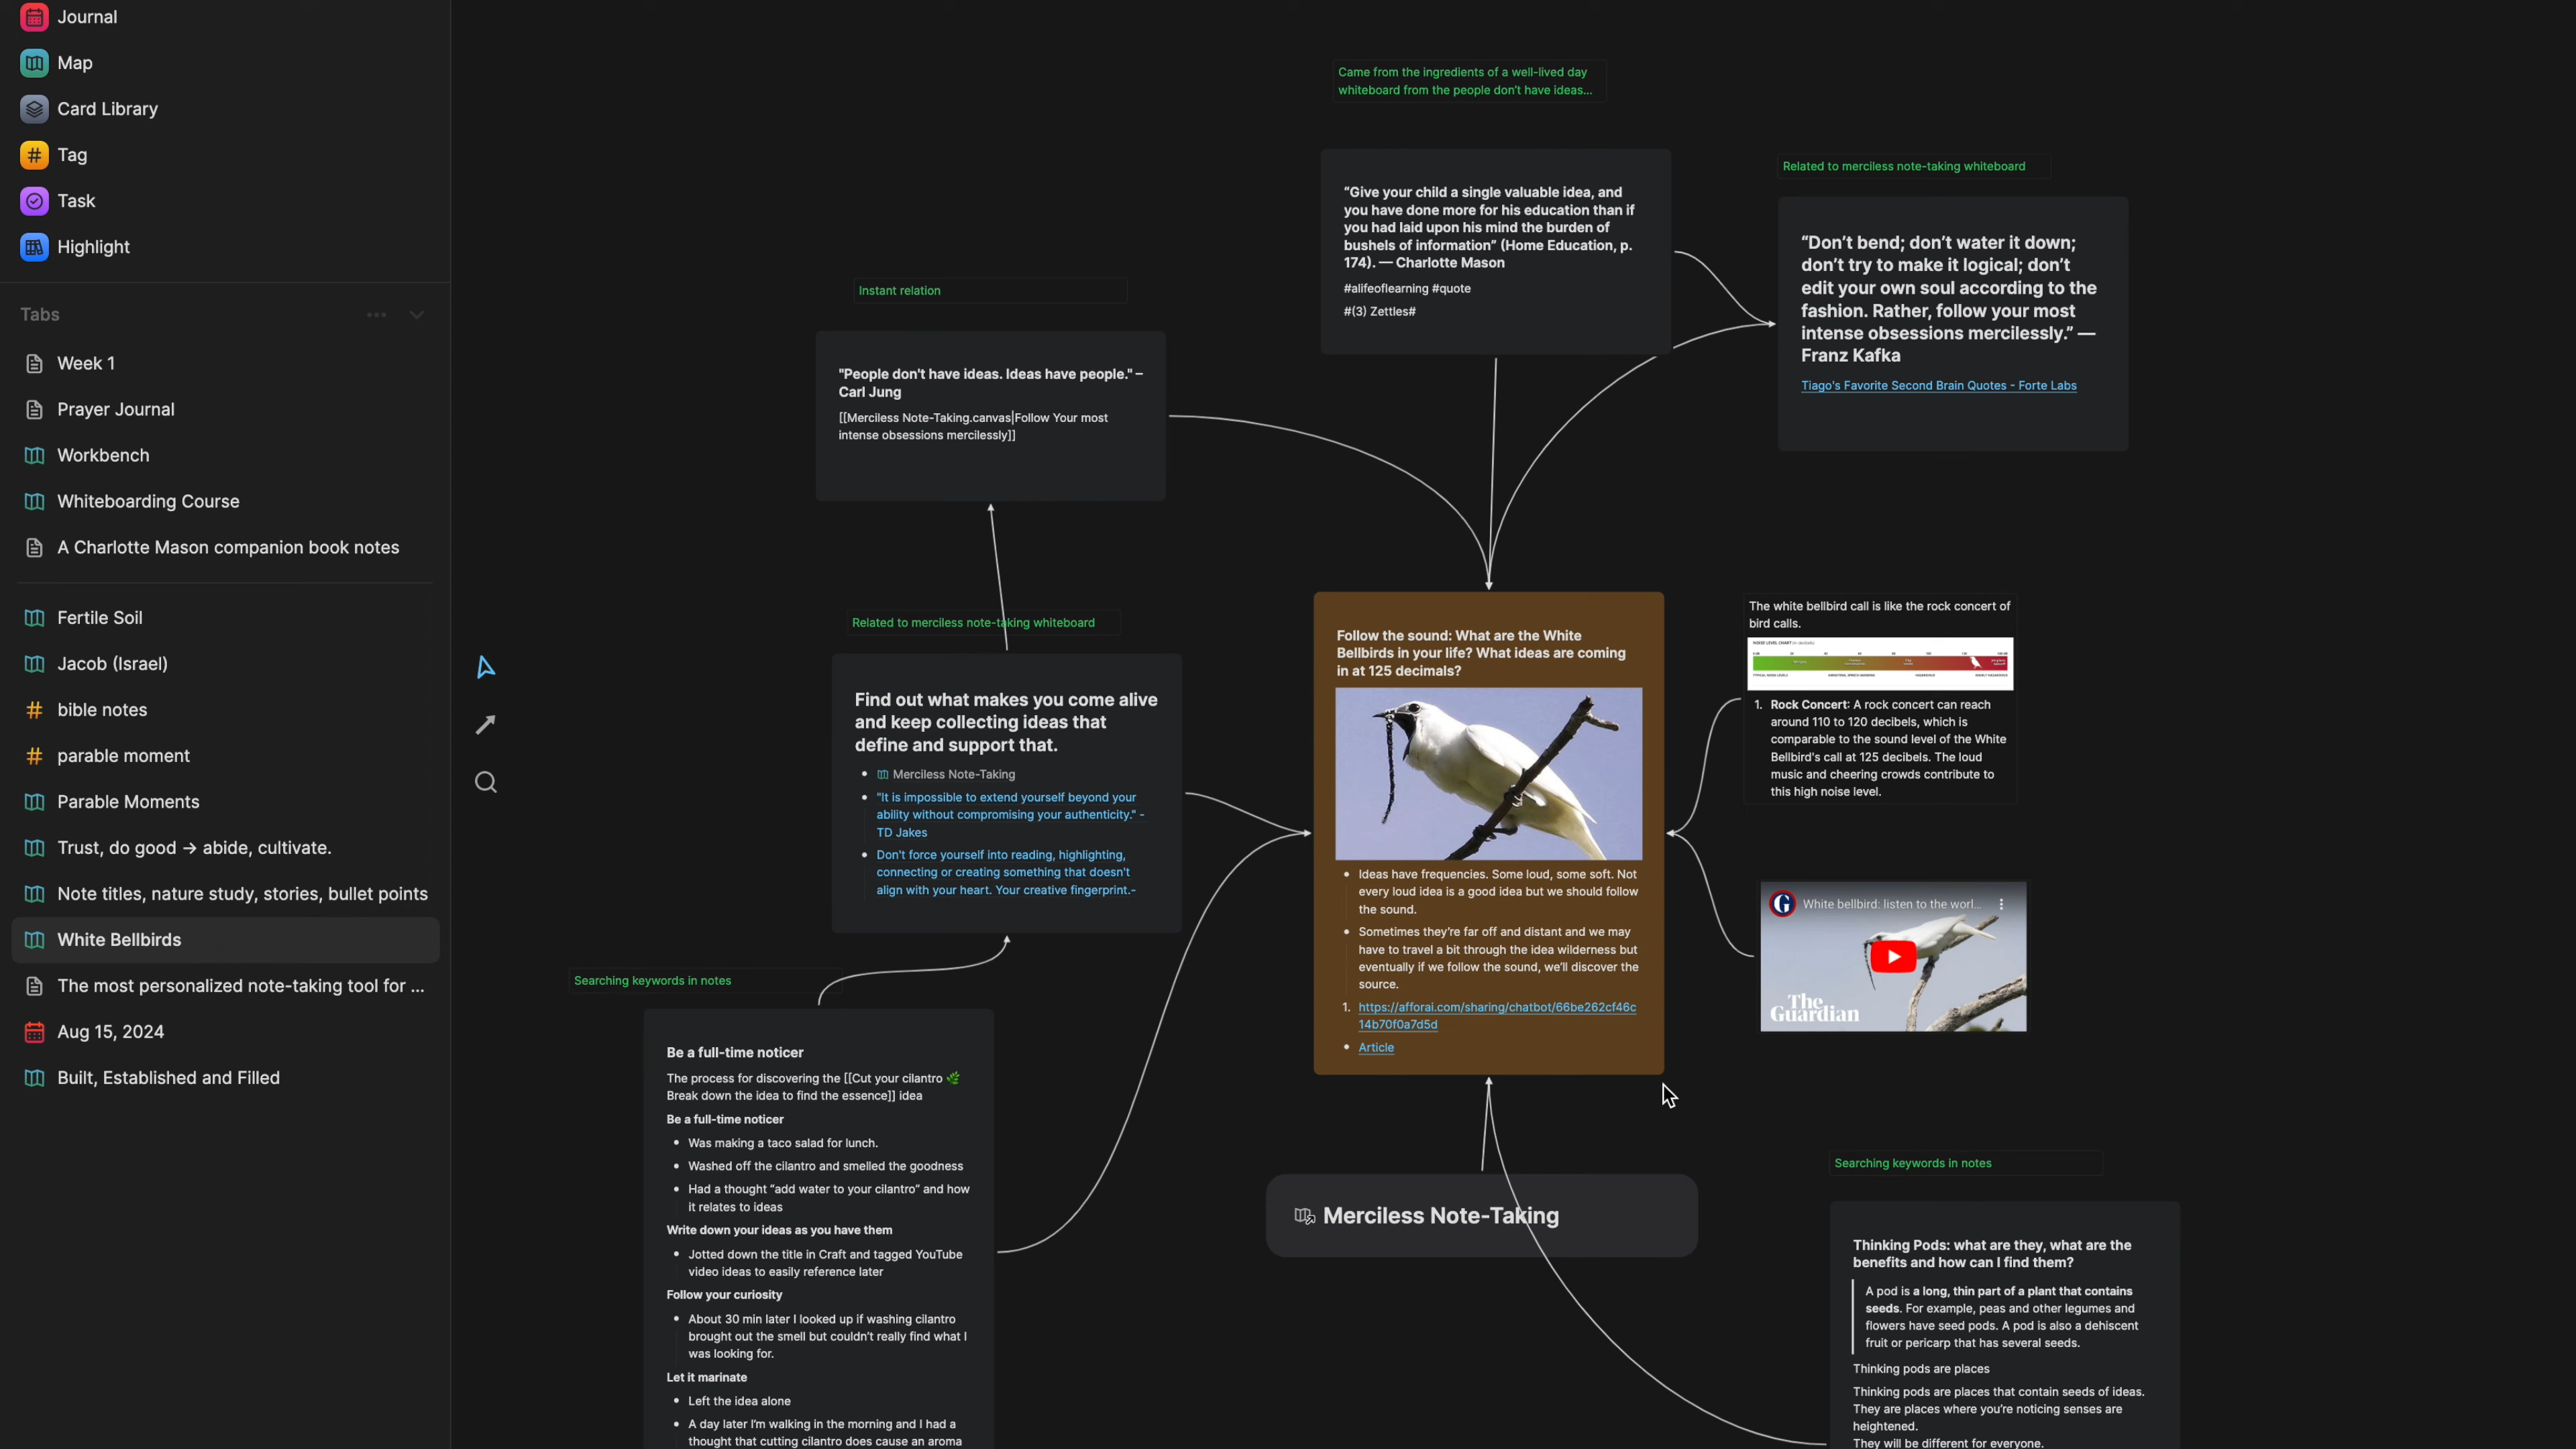 Journal
Map
Card Library
Tag
Task
Highlight
Tabs
Week 1
Prayer Journal
Workbench
Whiteboarding Course
A Charlotte Mason companion book notes
Fertile Soil
Jacob (Israel)
bible notes
parable moment
Parable Moments
Trust, do good → abide, cultivate.
Note titles, nature study, stories, bullet points
White Bellbirds
The most personalized note-taking tool for ...
Aug 15, 2024
Built, Established and Filled
Came from the ingredients of a well-lived day
whiteboard from the people don't have ideas...
“Give your child a single valuable idea, and
you have done more for his education than if
you had laid upon his mind the burden of
bushels of information” (Home Education, p.
174). — Charlotte Mason
#alifeoflearning #quote
#(3) Zettles#
Related to merciless note-taking whiteboard
“Don’t bend; don’t water it down;
don’t try to make it logical; don’t
edit your own soul according to the
fashion. Rather, follow your most
intense obsessions mercilessly.” —
Franz Kafka
Tiago's Favorite Second Brain Quotes - Forte Labs
Instant relation
"People don't have ideas. Ideas have people." –
Carl Jung
[[Merciless Note-Taking.canvas|Follow Your most
intense obsessions mercilessly]]
Related to merciless note-taking whiteboard
Find out what makes you come alive
and keep collecting ideas that
define and support that.
• Merciless Note-Taking
• "It is impossible to extend yourself beyond your
ability without compromising your authenticity." -
TD Jakes
• Don't force yourself into reading, highlighting,
connecting or creating something that doesn't
align with your heart. Your creative fingerprint.-
Searching keywords in notes
Be a full-time noticer
The process for discovering the [[Cut your cilantro 🌿
Break down the idea to find the essence]] idea
Be a full-time noticer
• Was making a taco salad for lunch.
• Washed off the cilantro and smelled the goodness
• Had a thought “add water to your cilantro” and how
it relates to ideas
Write down your ideas as you have them
• Jotted down the title in Craft and tagged YouTube
video ideas to easily reference later
Follow your curiosity
• About 30 min later I looked up if washing cilantro
brought out the smell but couldn’t really find what I
was looking for.
Let it marinate
• Left the idea alone
• A day later I’m walking in the morning and I had a
thought that cutting cilantro does cause an aroma
Follow the sound: What are the White
Bellbirds in your life? What ideas are coming
in at 125 decimals?
• Ideas have frequencies. Some loud, some soft. Not
every loud idea is a good idea but we should follow
the sound.
• Sometimes they’re far off and distant and we may
have to travel a bit through the idea wilderness but
eventually if we follow the sound, we’ll discover the
source.
1. https://afforai.com/sharing/chatbot/66be262cf46c
14b70f0a7d5d
• Article
Merciless Note-Taking
The white bellbird call is like the rock concert of
bird calls.
NOISE LEVEL CHART
1. Rock Concert: A rock concert can reach
around 110 to 120 decibels, which is
comparable to the sound level of the White
Bellbird's call at 125 decibels. The loud
music and cheering crowds contribute to
this high noise level.
White bellbird: listen to the worl...
The
Guardian
Searching keywords in notes
Thinking Pods: what are they, what are the
benefits and how can I find them?
A pod is a long, thin part of a plant that contains
seeds. For example, peas and other legumes and
flowers have seed pods. A pod is also a dehiscent
fruit or pericarp that has several seeds.
Thinking pods are places
Thinking pods are places that contain seeds of ideas.
They are places where you’re noticing senses are
heightened.
They will be different for everyone.